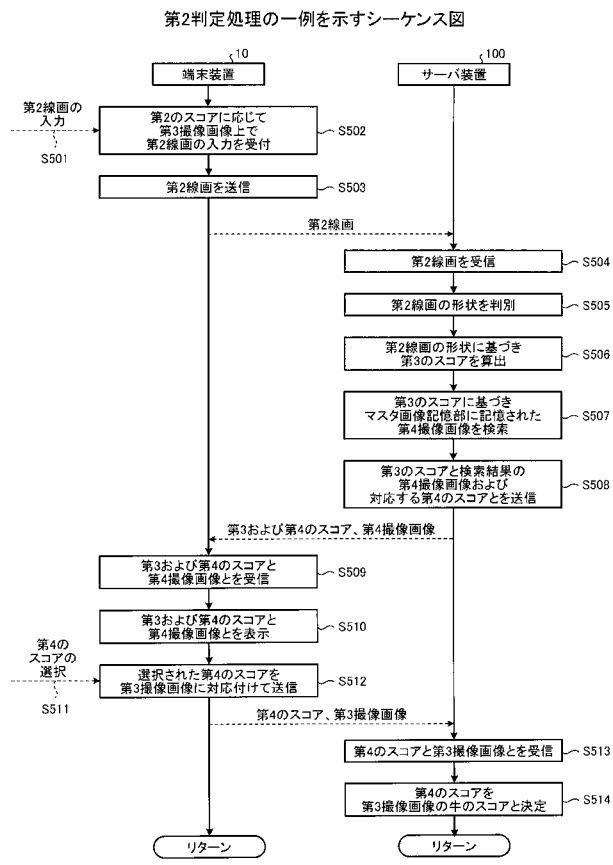 第2判定処理の一例を示すシーケンス図
10
100
端末装置
サーバ装置
第2線画の
入力
S501
第2のスコアに応じて
第3撮像画像上で
第2線画の入力を受付
S502
第2線画を送信
S503
第2線画
第2線画を受信
S504
第2線画の形状を判別
S505
第2線画の形状に基づき
第3のスコアを算出
S506
第3のスコアに基づき
マスタ画像記憶部に記憶された
第4撮像画像を検索
S507
第3のスコアと検索結果の
第4撮像画像および
対応する第4のスコアとを送信
S508
第3および第4のスコア、第4撮像画像
第3および第4のスコアと
第4撮像画像とを受信
S509
第3および第4のスコアと
第4撮像画像とを表示
S510
第4の
スコアの
選択
S511
選択された第4のスコアを
第3撮像画像に対応付けて送信
S512
第4のスコア、第3撮像画像
第4のスコアと第3撮像画像とを受信
S513
第4のスコアを
第3撮像画像の牛のスコアと決定
S514
リターン
リターン